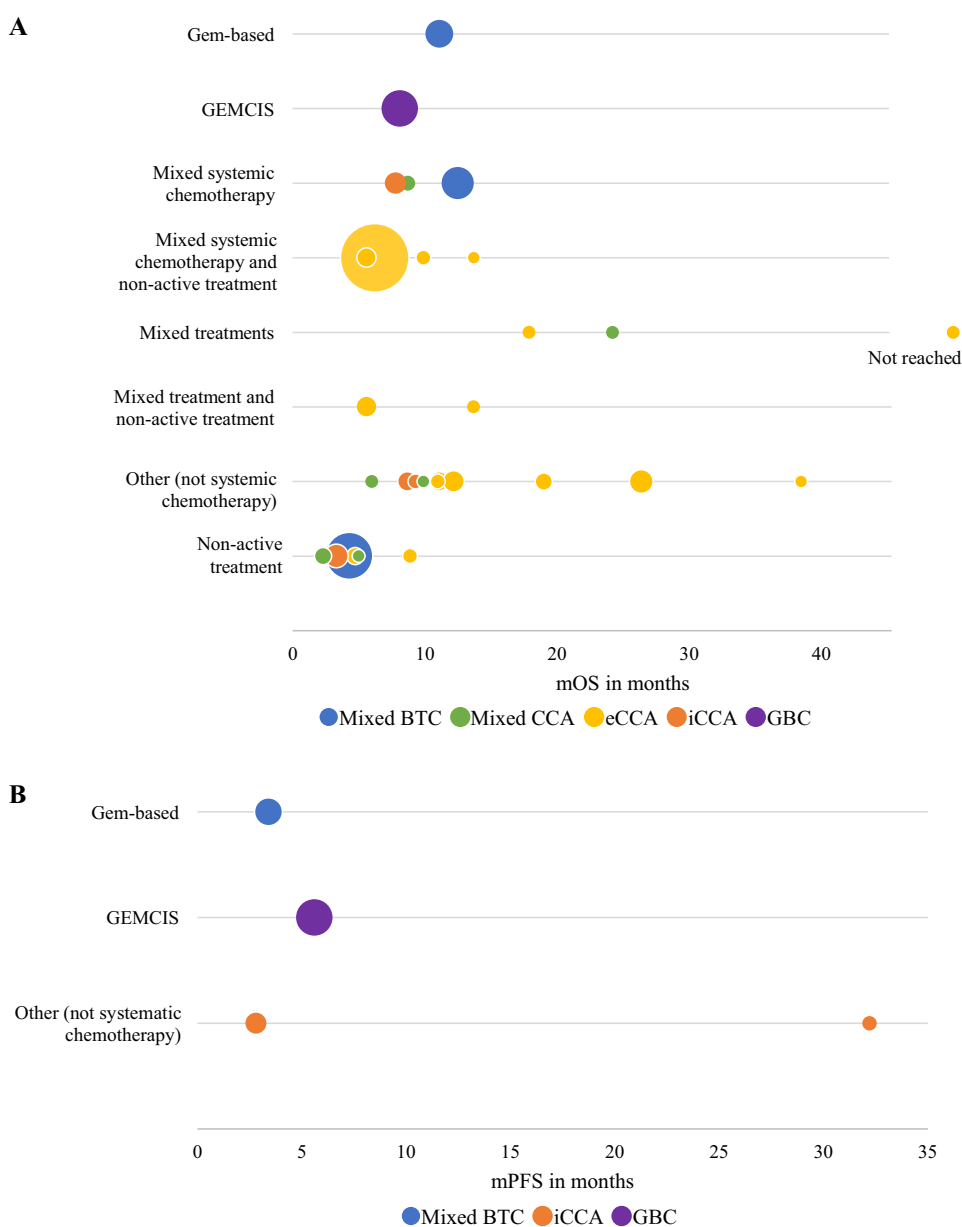 A
Gem-based
GEMCIS
Mixed systemic
chemotherapy
Mixed systemic
chemotherapy and
non-active treatment
Mixed treatments
Not reached
Mixed treatment and
non-active treatment
Other (not systemic
chemotherapy)
Non-active
treatment
0 10 20 30 40
mOS in months
Mixed BTC Mixed CCA eCCA iCCA GBC
B
Gem-based
GEMCIS
Other (not systematic
chemotherapy)
0 5 10 15 20 25 30 35
mPFS in months
Mixed BTC iCCA GBC